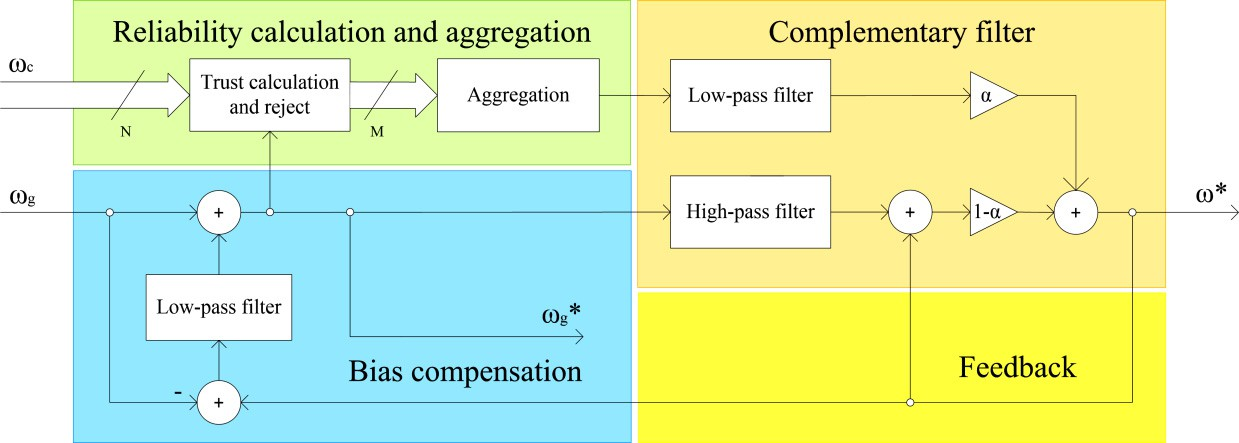 Reliability calculation and aggregation
Complementary filter
ωc
Trust calculation
and reject
Aggregation
Low-pass filter
α
N
M
ωg
+
High-pass filter
+
1-α
+
ω*
Low-pass filter
ωg*
Bias compensation
Feedback
-
+